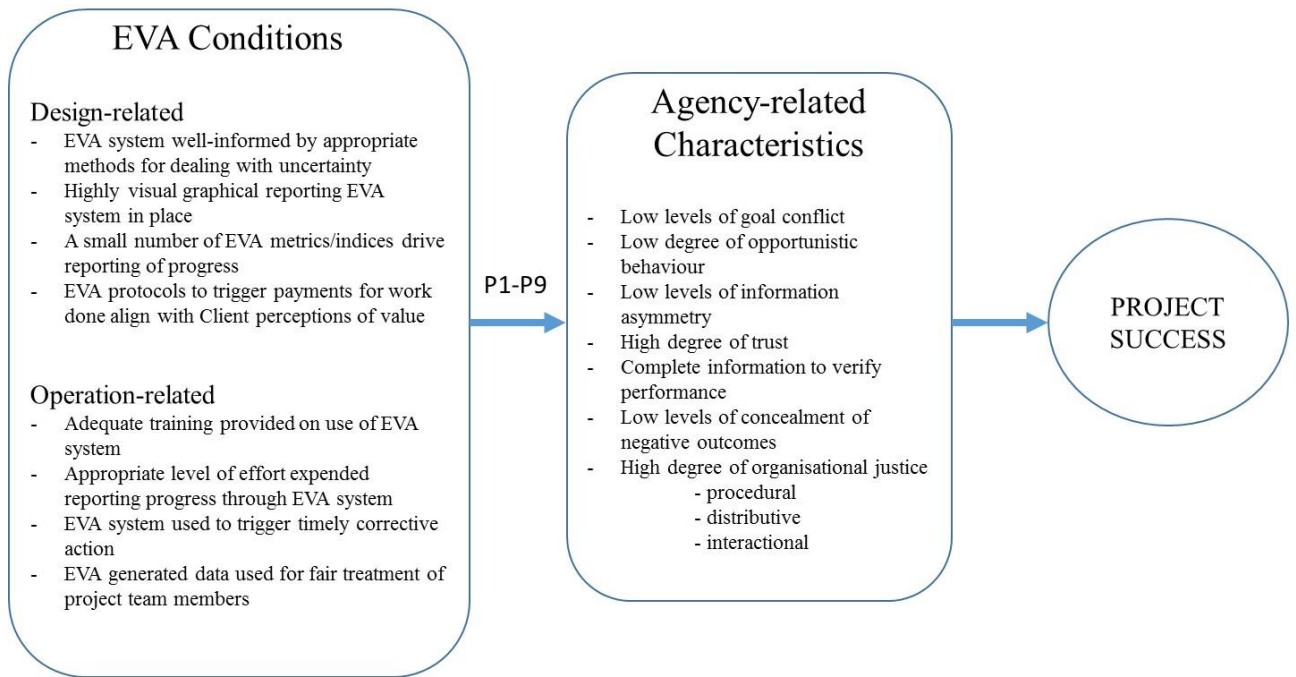 EVA Conditions
Design-related
- EVA system well-informed by appropriate
methods for dealing with uncertainty
- Highly visual graphical reporting EVA
system in place
- A small number of EVA metrics/indices drive
reporting of progress
- EVA protocols to trigger payments for work
done align with Client perceptions of value
Operation-related
- Adequate training provided on use of EVA
system
- Appropriate level of effort expended
reporting progress through EVA system
- EVA system used to trigger timely corrective
action
- EVA generated data used for fair treatment of
project team members
P1-P9
Agency-related
Characteristics
- Low levels of goal conflict
- Low degree of opportunistic
behaviour
- Low levels of information
asymmetry
- High degree of trust
- Complete information to verify
performance
- Low levels of concealment of
negative outcomes
- High degree of organisational justice
- procedural
- distributive
- interactional
PROJECT
SUCCESS